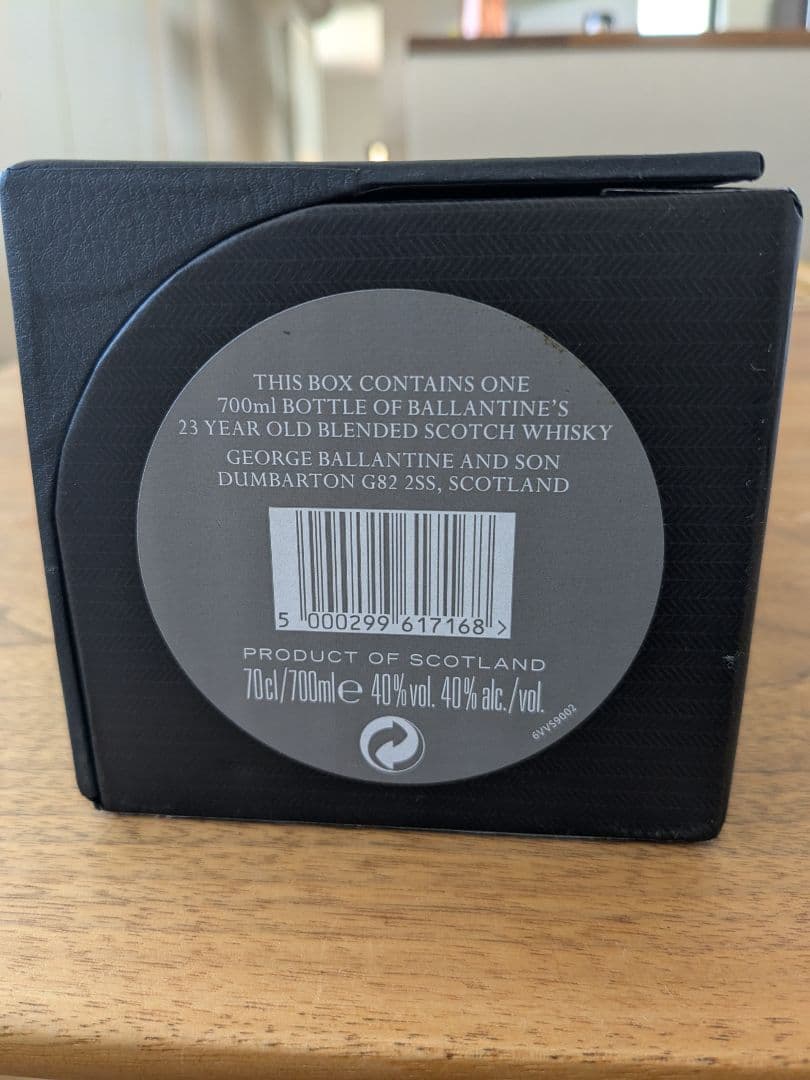 THIS BOX CONTAINS ONE
700ml BOTTLE OF BALLANTINE'S
23 YEAR OLD BLENDED SCOTCH WHISKY
GEORGE BALLANTINE AND SON
DUMBARTON G82 2SS, SCOTLAND
5 000299 617168 >
PRODUCT OF SCOTLAND
70cl/700ml℮ 40%vol. 40% alc./vol.
6VVS9002